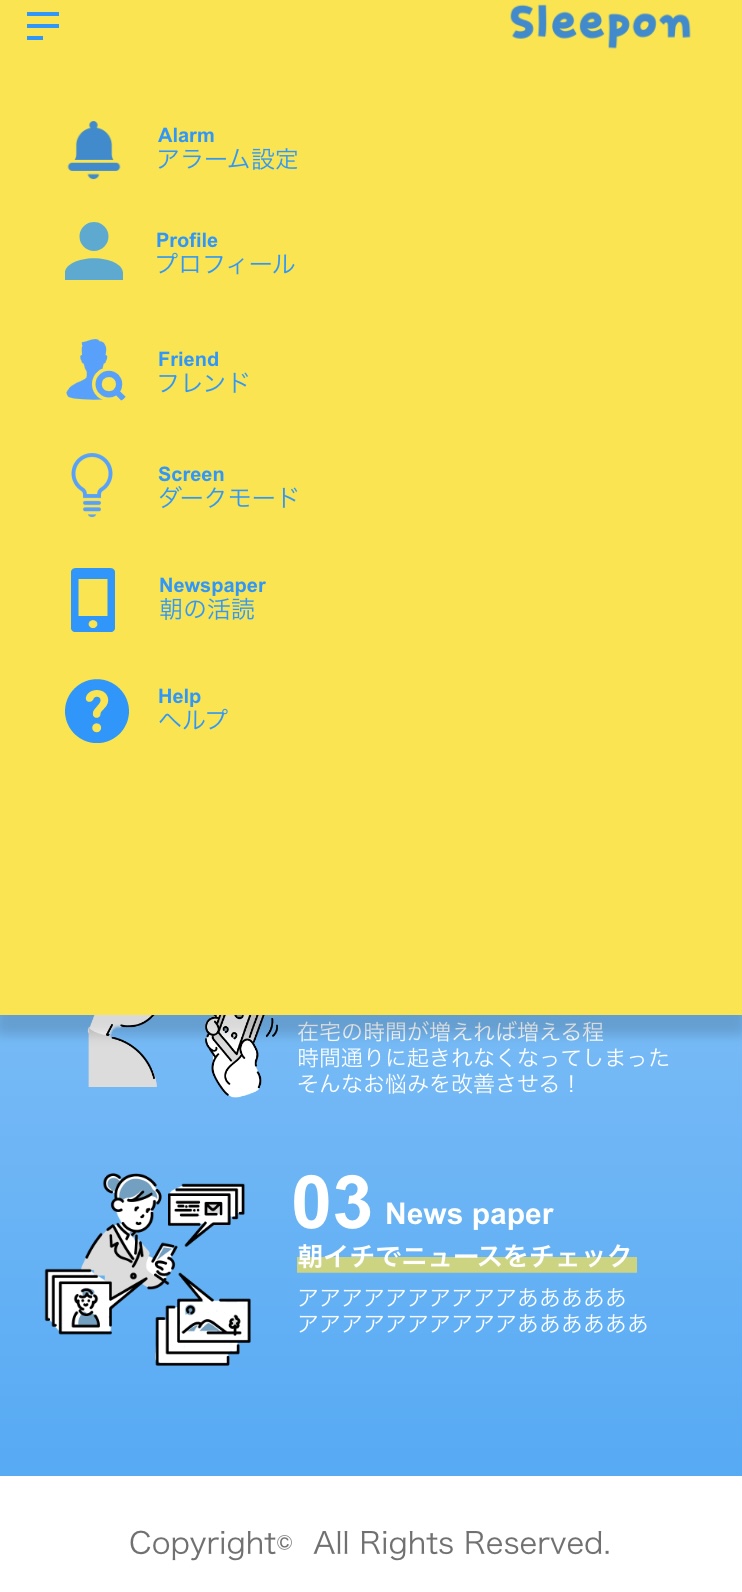 Sleepon
Alarm
アラーム設定
Profile
プロフィール
Friend
フレンド
Screen
ダークモード
Newspaper
朝の活読
Help
ヘルプ
在宅の時間が増えれば増える程
時間通りに起きれなくなってしまった
そんなお悩みを改善させる！
03 News paper
朝イチでニュースをチェック
アアアアアアアアアアああああああ
アアアアアアアアアアあああああああ
Copyright© All Rights Reserved.